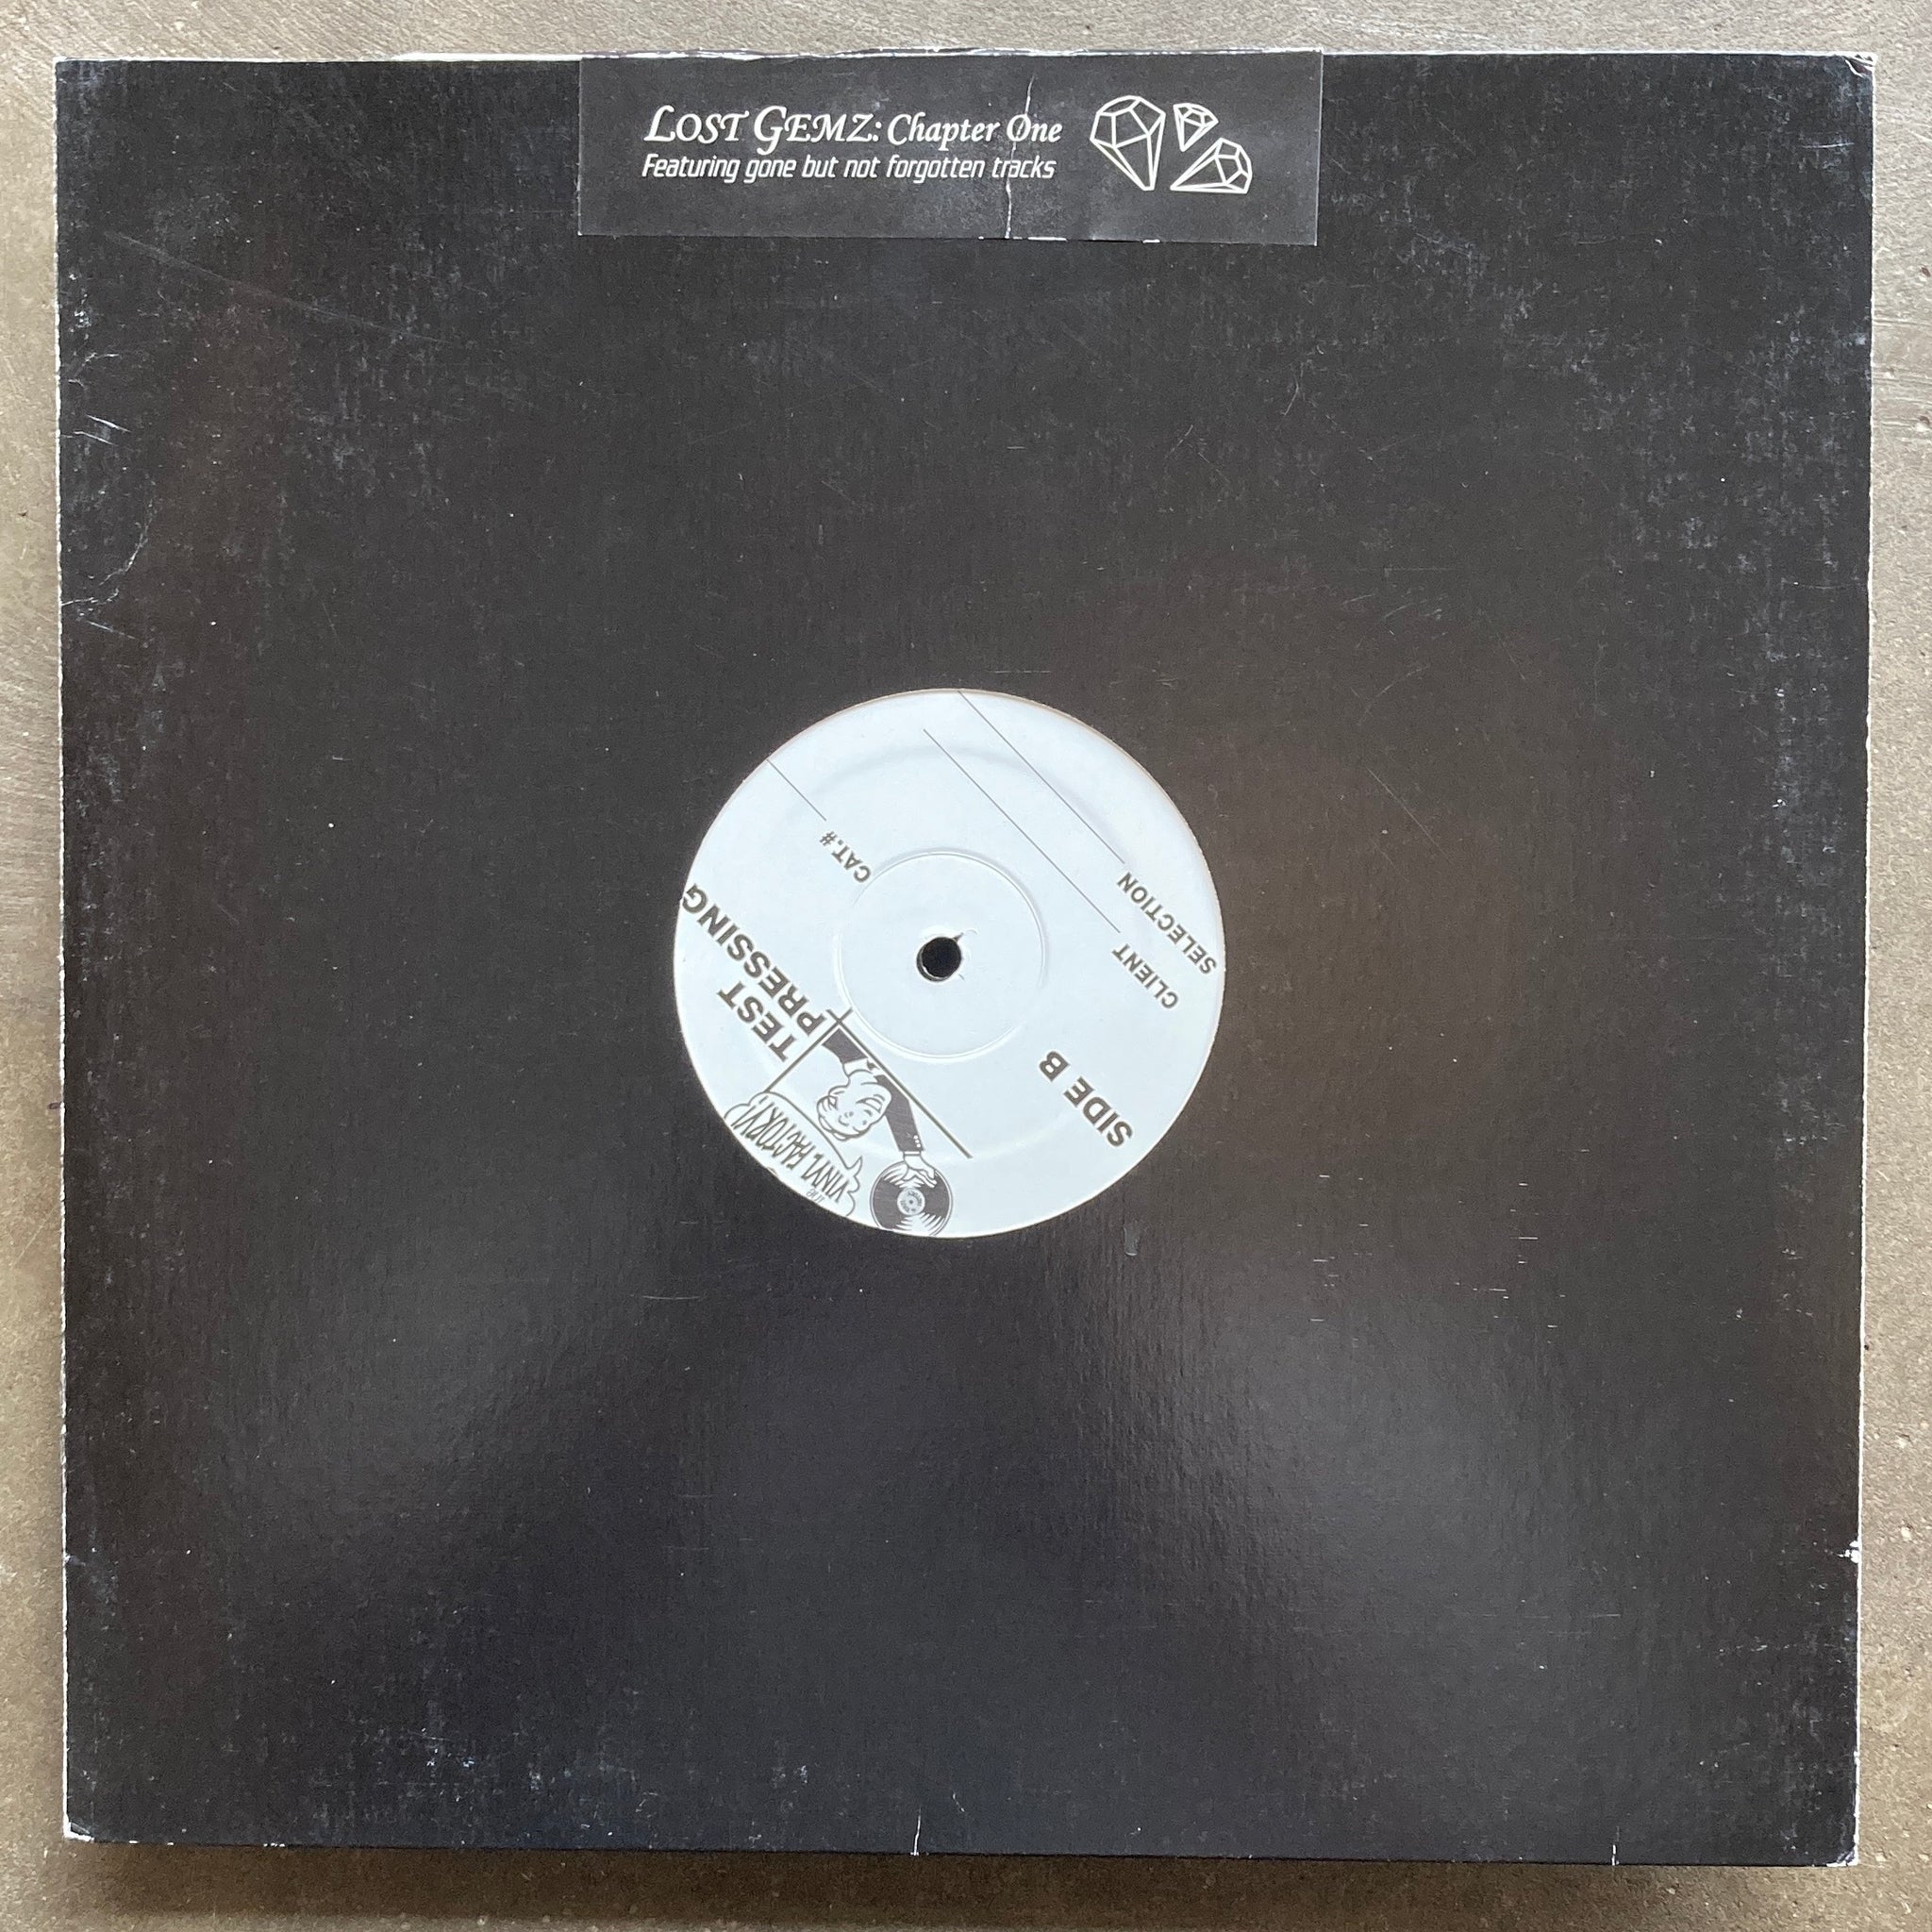 LOST GEMZ: Chapter One
Featuring gone but not forgotten tracks
SIDE B
CLIENT
SELECTION
CAT.#
TEST
PRESSING
VINYL FACTORY!